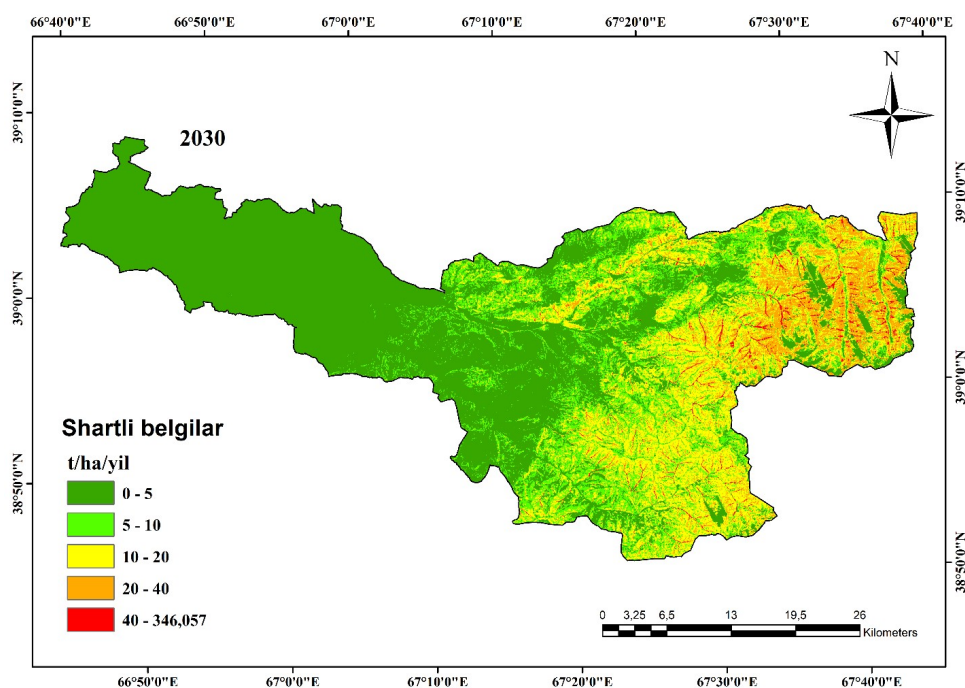 66°40'0"E 66°50'0"E 67°0'0"E 67°10'0"E 67°20'0"E 67°30'0"E 67°40'0"E
N
39°10'0"N
2030
39°10'0"N
39°0'0"N
39°0'0"N
Shartli belgilar
t/ha/yil
0 - 5
5 - 10
10 - 20
20 - 40
40 - 346,057
38°50'0"N
38°50'0"N
0 3,25 6,5 13 19,5 26
Kilometers
66°50'0"E 67°0'0"E 67°10'0"E 67°20'0"E 67°30'0"E 67°40'0"E